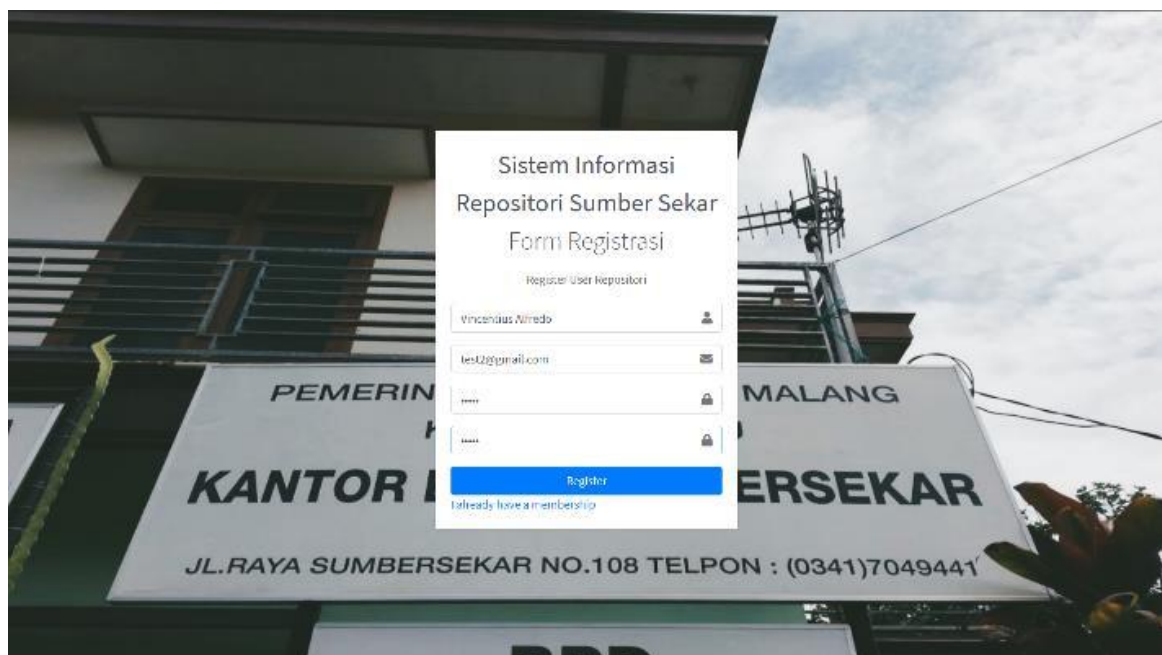 Sistem Informasi
Repositori Sumber Sekar
Form Registrasi
Register User Repositori
Vincentius Alfredo
test2@gmail.com
Register
I already have a membership
PEMERIN MALANG
KANTOR ERSEKAR
JL.RAYA SUMBERSEKAR NO.108 TELPON : (0341)7049441